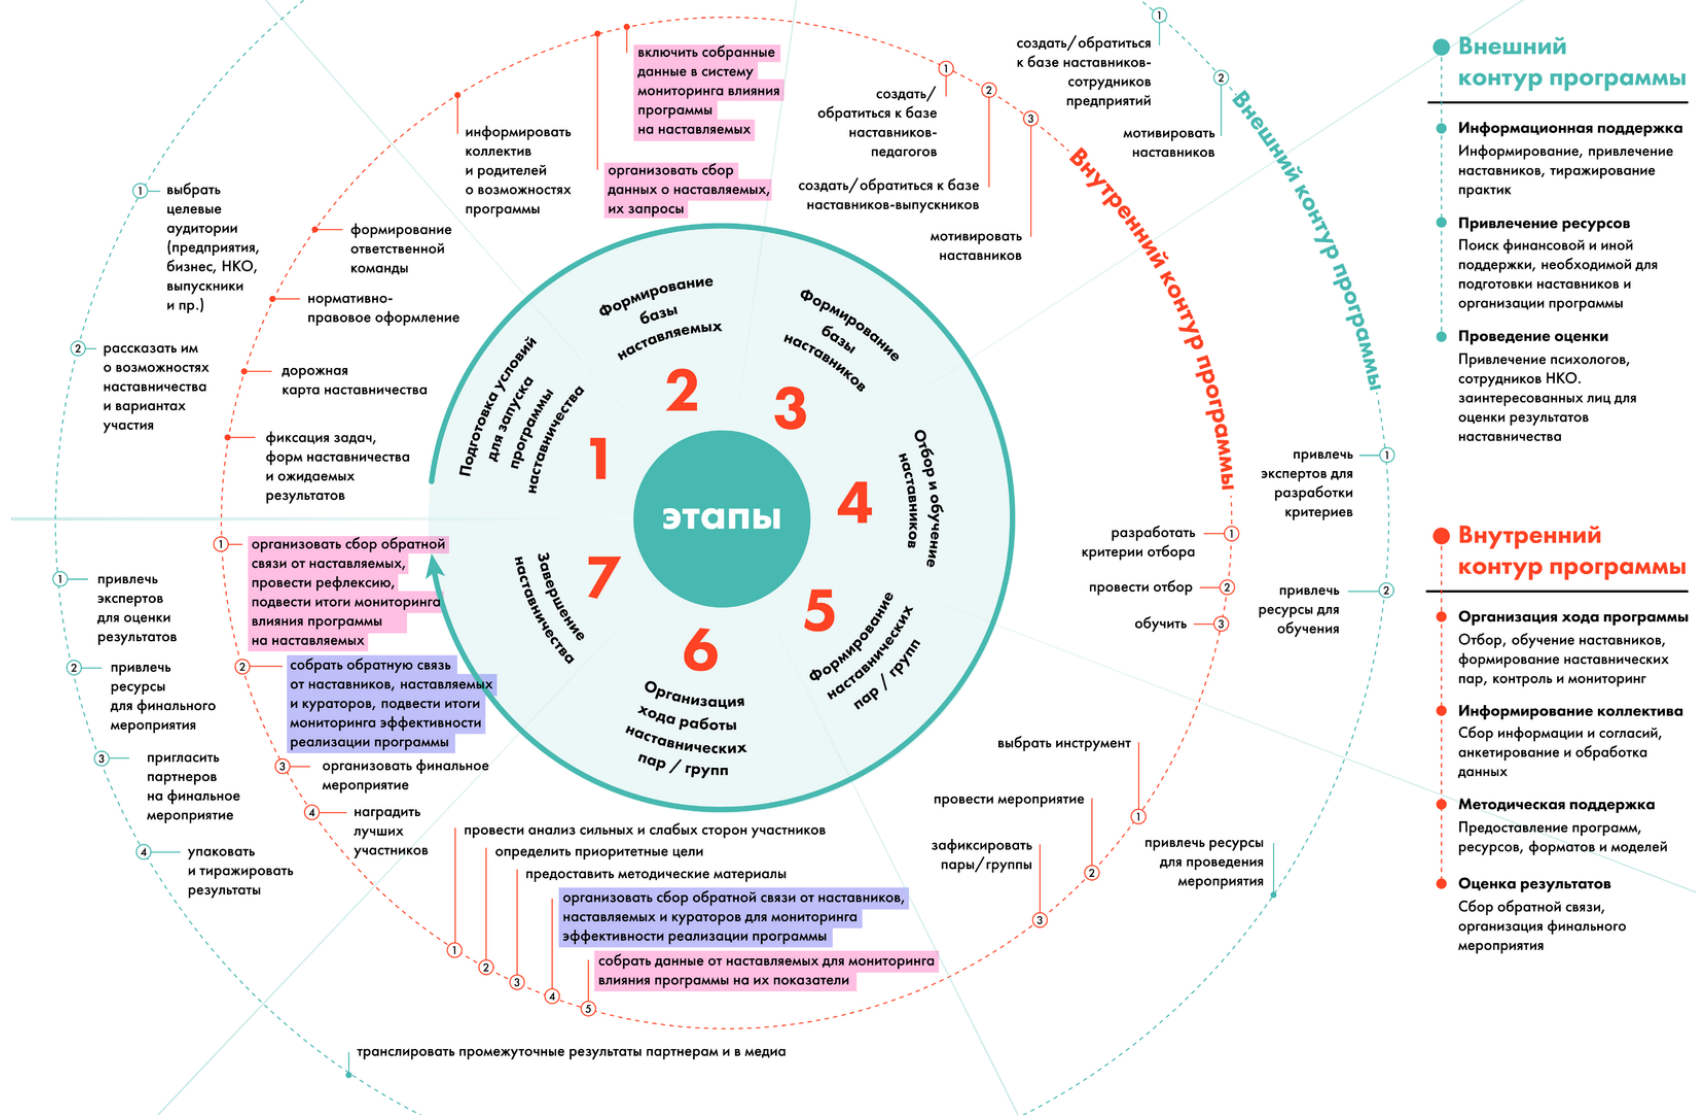 этапы
1
Подготовка условий
для запуска
программы
наставничества
2
Формирование
базы
наставляемых
3
Формирование
базы
наставников
4
Отбор и обучение
наставников
5
Формирование
наставнических
пар / групп
6
Организация
хода работы
наставнических
пар / групп
7
Завершение
наставничества
Внутренний контур программы
Внешний контур программы
1
выбрать
целевые
аудитории
(предприятия,
бизнес, НКО,
выпускники
и пр.)
2
рассказать им
о возможностях
наставничества
и вариантах
участия
информировать
коллектив
и родителей
о возможностях
программы
формирование
ответственной
команды
нормативно-
правовое оформление
дорожная
карта наставничества
фиксация задач,
форм наставничества
и ожидаемых
результатов
включить собранные
данные в систему
мониторинга влияния
программы
на наставляемых
организовать сбор
данных о наставляемых,
их запросы
1
создать/
обратиться к базе
наставников-
педагогов
2
создать/обратиться к базе
наставников-выпускников
3
мотивировать
наставников
1
создать/обратиться
к базе наставников-
сотрудников
предприятий
2
мотивировать
наставников
1
привлечь
экспертов для
разработки
критериев
2
привлечь
ресурсы для
обучения
разработать
критерии отбора
1
провести отбор
2
обучить
3
выбрать инструмент
1
провести мероприятие
2
зафиксировать
пары/группы
3
привлечь ресурсы
для проведения
мероприятия
провести анализ сильных и слабых сторон участников
определить приоритетные цели
предоставить методические материалы
организовать сбор обратной связи от наставников,
наставляемых и кураторов для мониторинга
эффективности реализации программы
собрать данные от наставляемых для мониторинга
влияния программы на их показатели
1
2
3
4
5
транслировать промежуточные результаты партнерам и в медиа
1
организовать сбор обратной
связи от наставляемых,
провести рефлексию,
подвести итоги мониторинга
влияния программы
на наставляемых
2
собрать обратную связь
от наставников, наставляемых
и кураторов, подвести итоги
мониторинга эффективности
реализации программы
3
организовать финальное
мероприятие
4
наградить
лучших
участников
1
привлечь
экспертов
для оценки
результатов
2
привлечь
ресурсы
для финального
мероприятия
3
пригласить
партнеров
на финальное
мероприятие
4
упаковать
и тиражировать
результаты
Внешний
контур программы
Информационная поддержка
Информирование, привлечение
наставников, тиражирование
практик
Привлечение ресурсов
Поиск финансовой и иной
поддержки, необходимой для
подготовки наставников и
организации программы
Проведение оценки
Привлечение психологов,
сотрудников НКО.
заинтересованных лиц для
оценки результатов
наставничества
Внутренний
контур программы
Организация хода программы
Отбор, обучение наставников,
формирование наставнических
пар, контроль и мониторинг
Информирование коллектива
Сбор информации и согласий,
анкетирование и обработка
данных
Методическая поддержка
Предоставление программ,
ресурсов, форматов и моделей
Оценка результатов
Сбор обратной связи,
организация финального
мероприятия